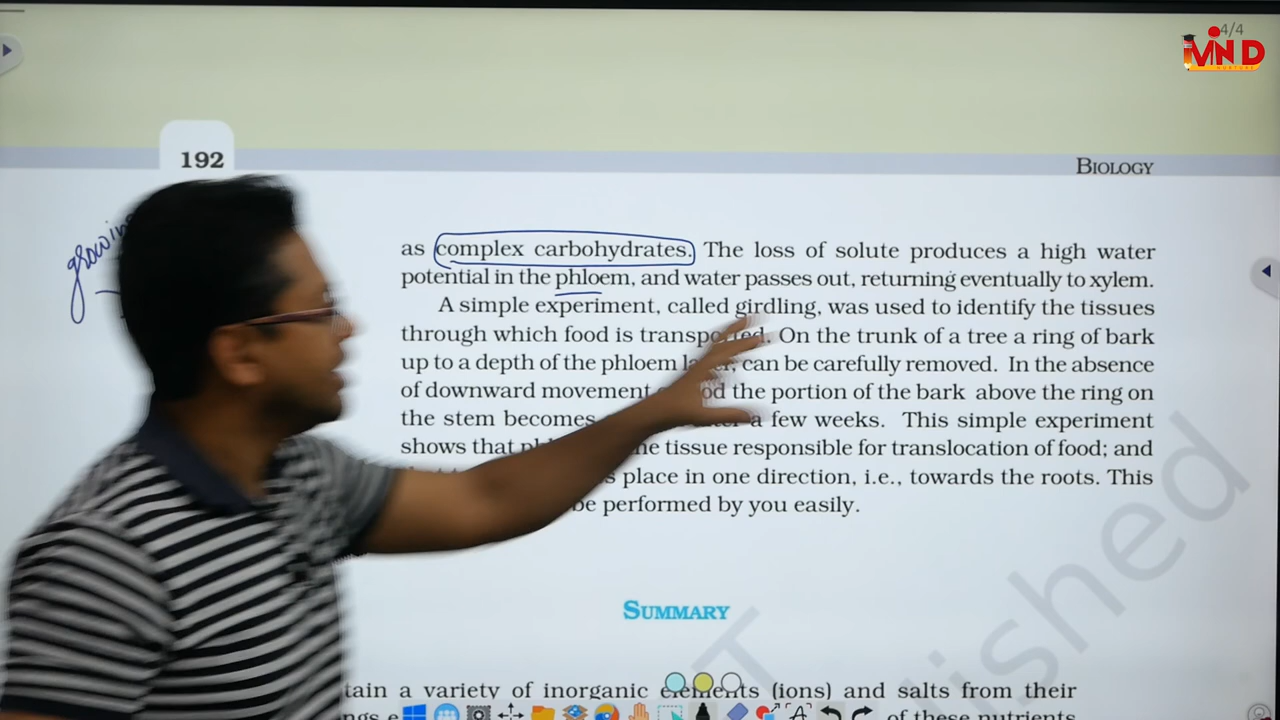 4/4
MIND
192
BIOLOGY
growin
as complex carbohydrates. The loss of solute produces a high water
potential in the phloem, and water passes out, returning eventually to xylem.
A simple experiment, called girdling, was used to identify the tissues
through which food is transported. On the trunk of a tree a ring of bark
up to a depth of the phloem can be carefully removed. In the absence
of downward movement the portion of the bark above the ring on
the stem becomes a few weeks. This simple experiment
shows that tissue responsible for translocation of food; and
place in one direction, i.e., towards the roots. This
be performed by you easily.
SUMMARY
tain a variety of inorganic elements (ions) and salts from their
of these nutrients